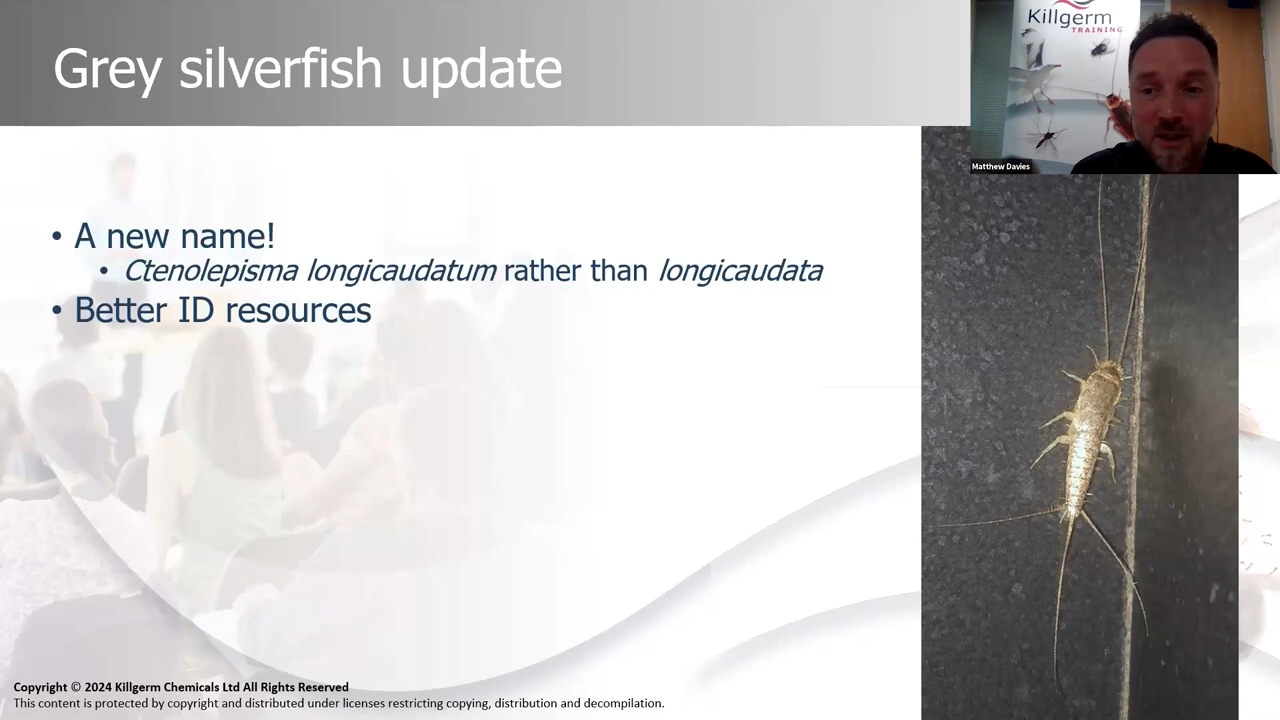 Grey silverfish update
Killgerm
TRAINING
Matthew Davies
• A new name!
• Ctenolepisma longicaudatum rather than longicaudata
• Better ID resources
Copyright © 2024 Killgerm Chemicals Ltd All Rights Reserved
This content is protected by copyright and distributed under licenses restricting copying, distribution and decompilation.